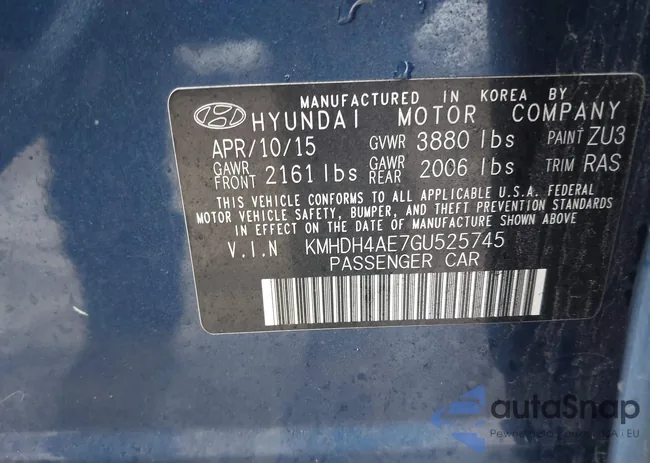 MANUFACTURED IN KOREA BY
HYUNDAI MOTOR COMPANY
APR/10/15 GVWR 3880 lbs PAINT ZU3
GAWR FRONT 2161 lbs GAWR REAR 2006 lbs TRIM RAS
THIS VEHICLE CONFORMS TO ALL APPLICABLE U.S.A. FEDERAL
MOTOR VEHICLE SAFETY, BUMPER, AND THEFT PREVENTION STANDARDS
IN EFFECT ON THE DATE OF MANUFACTURE SHOWN ABOVE
V.I.N KMHDH4AE7GU525745
PASSENGER CAR
autoSnap